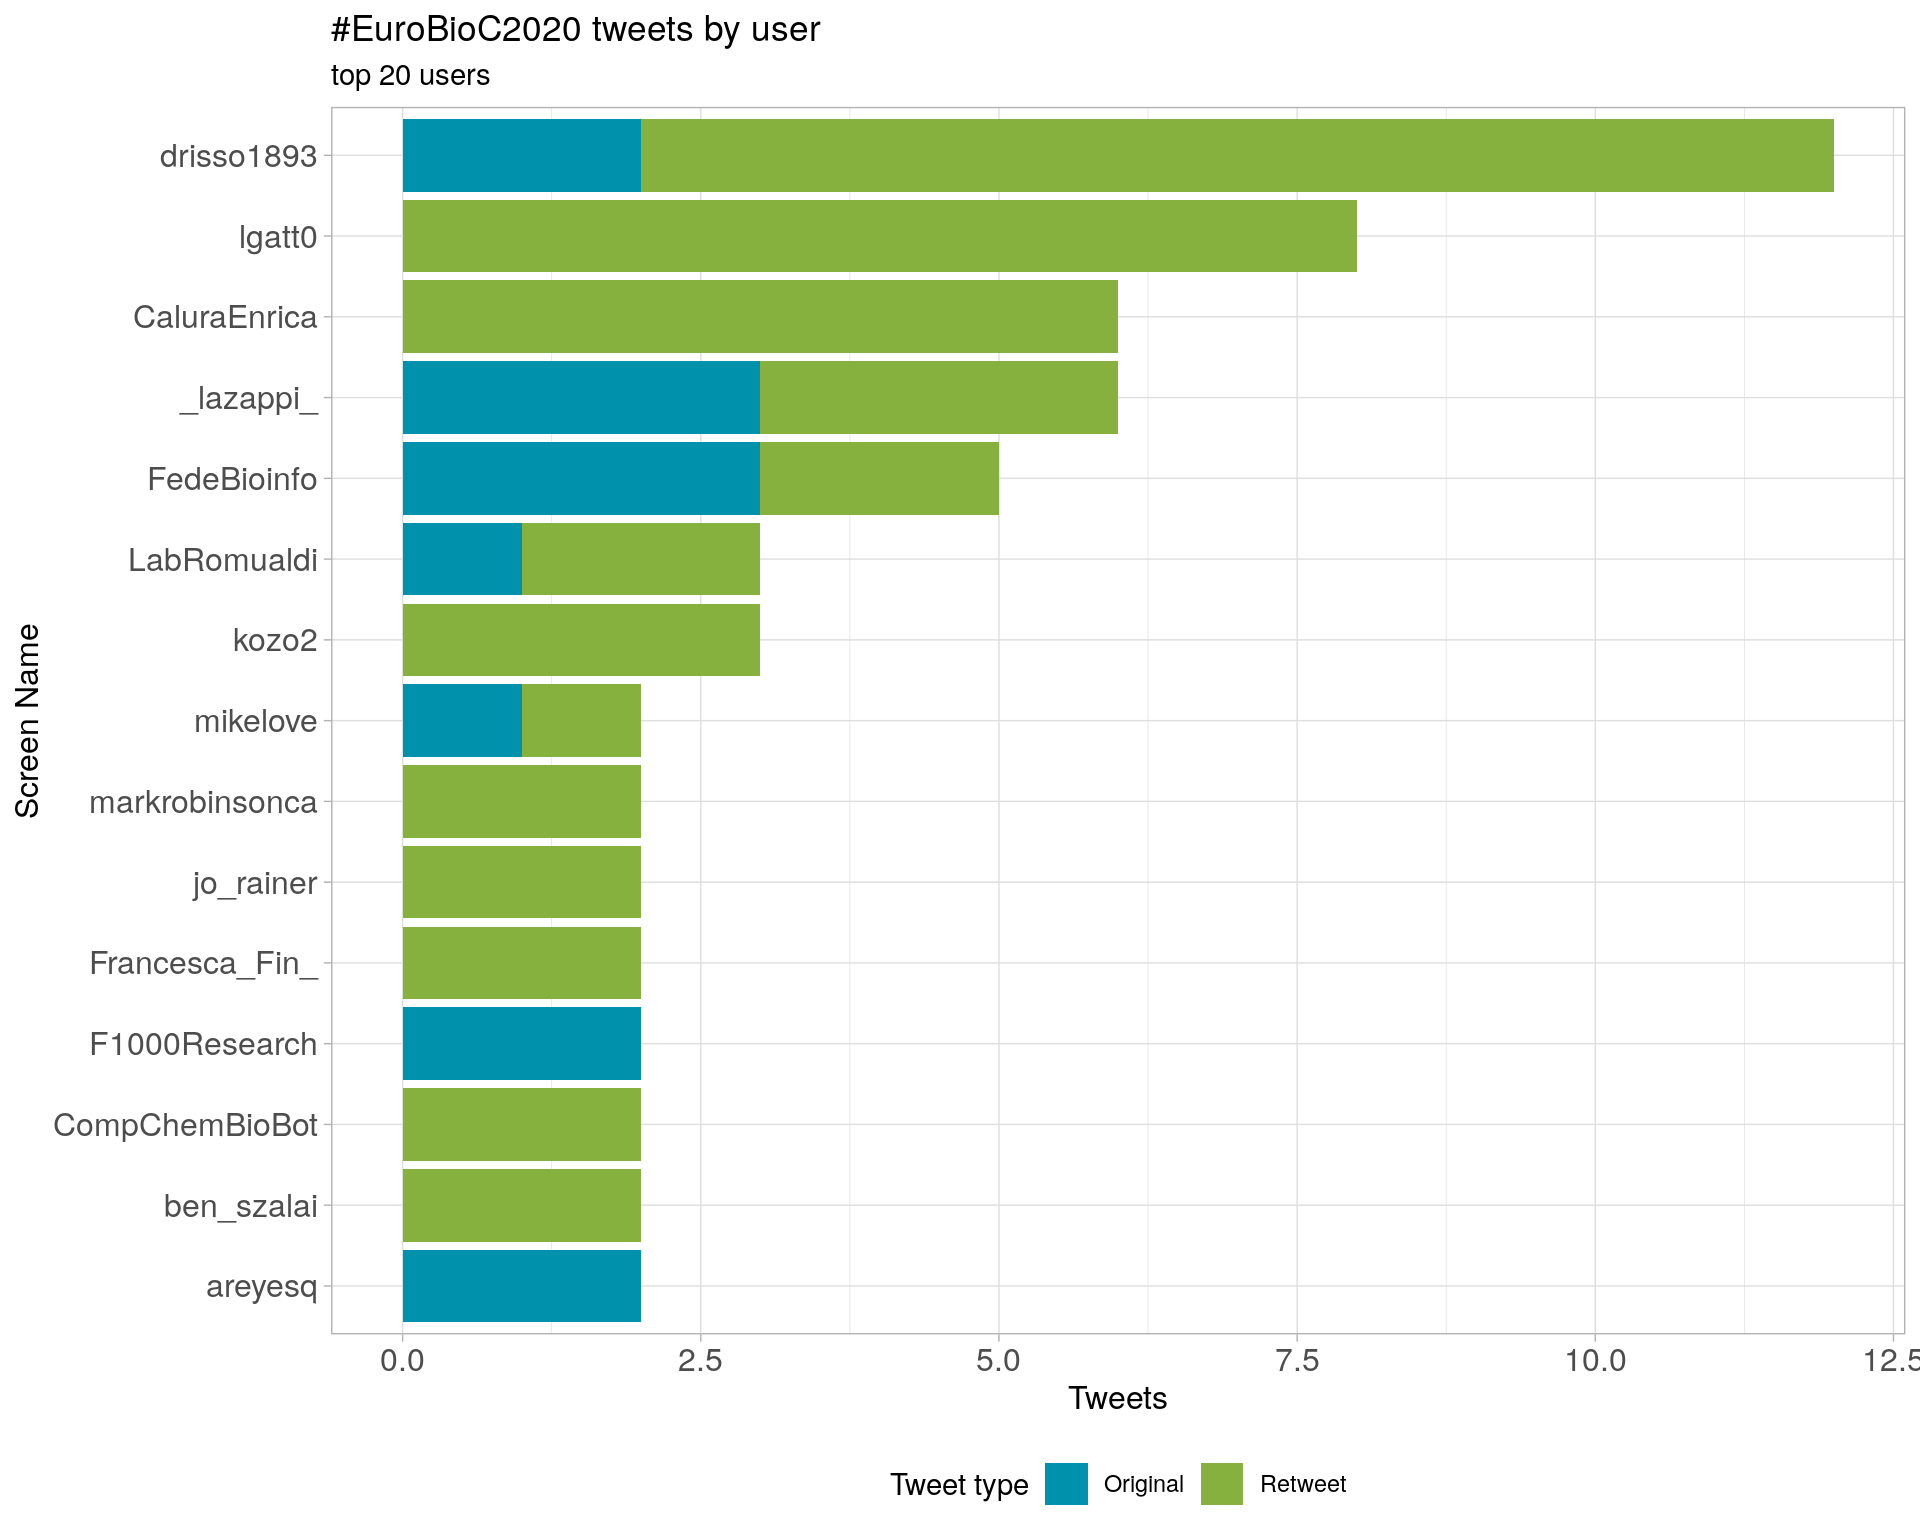 #EuroBioC2020 tweets by user
top 20 users
Screen Name
drisso1893
lgatt0
CaluraEnrica
_lazappi_
FedeBioinfo
LabRomualdi
kozo2
mikelove
markrobinsonca
jo_rainer
Francesca_Fin_
F1000Research
CompChemBioBot
ben_szalai
areyesq
0.0 2.5 5.0 7.5 10.0 12.5
Tweets
Tweet type Original Retweet